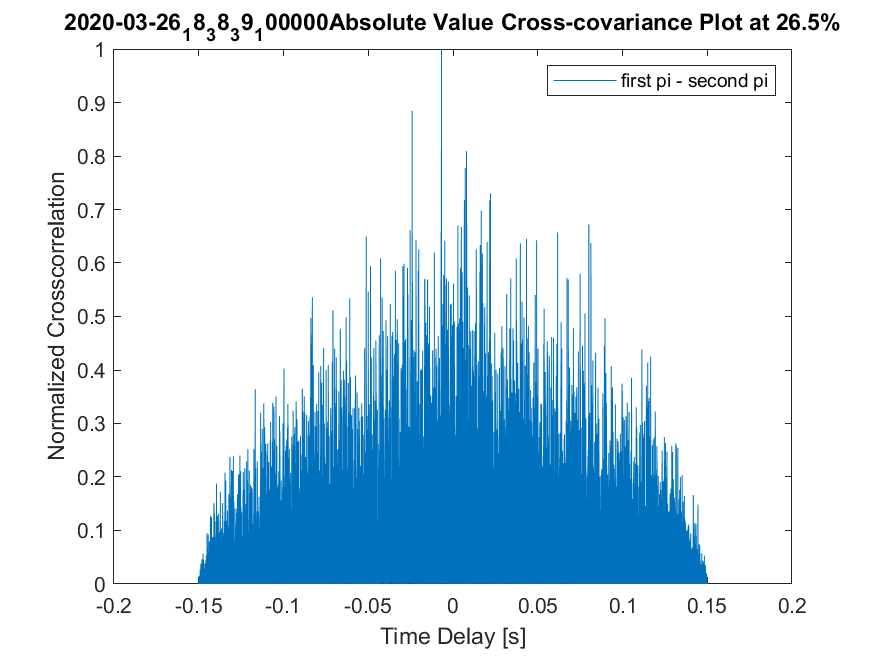 2020-03-26₁8₃8₃9₁00000Absolute Value Cross-covariance Plot at 26.5%
first pi - second pi
Normalized Crosscorrelation
1
0.9
0.8
0.7
0.6
0.5
0.4
0.3
0.2
0.1
0
-0.2 -0.15 -0.1 -0.05 0 0.05 0.1 0.15 0.2
Time Delay [s]